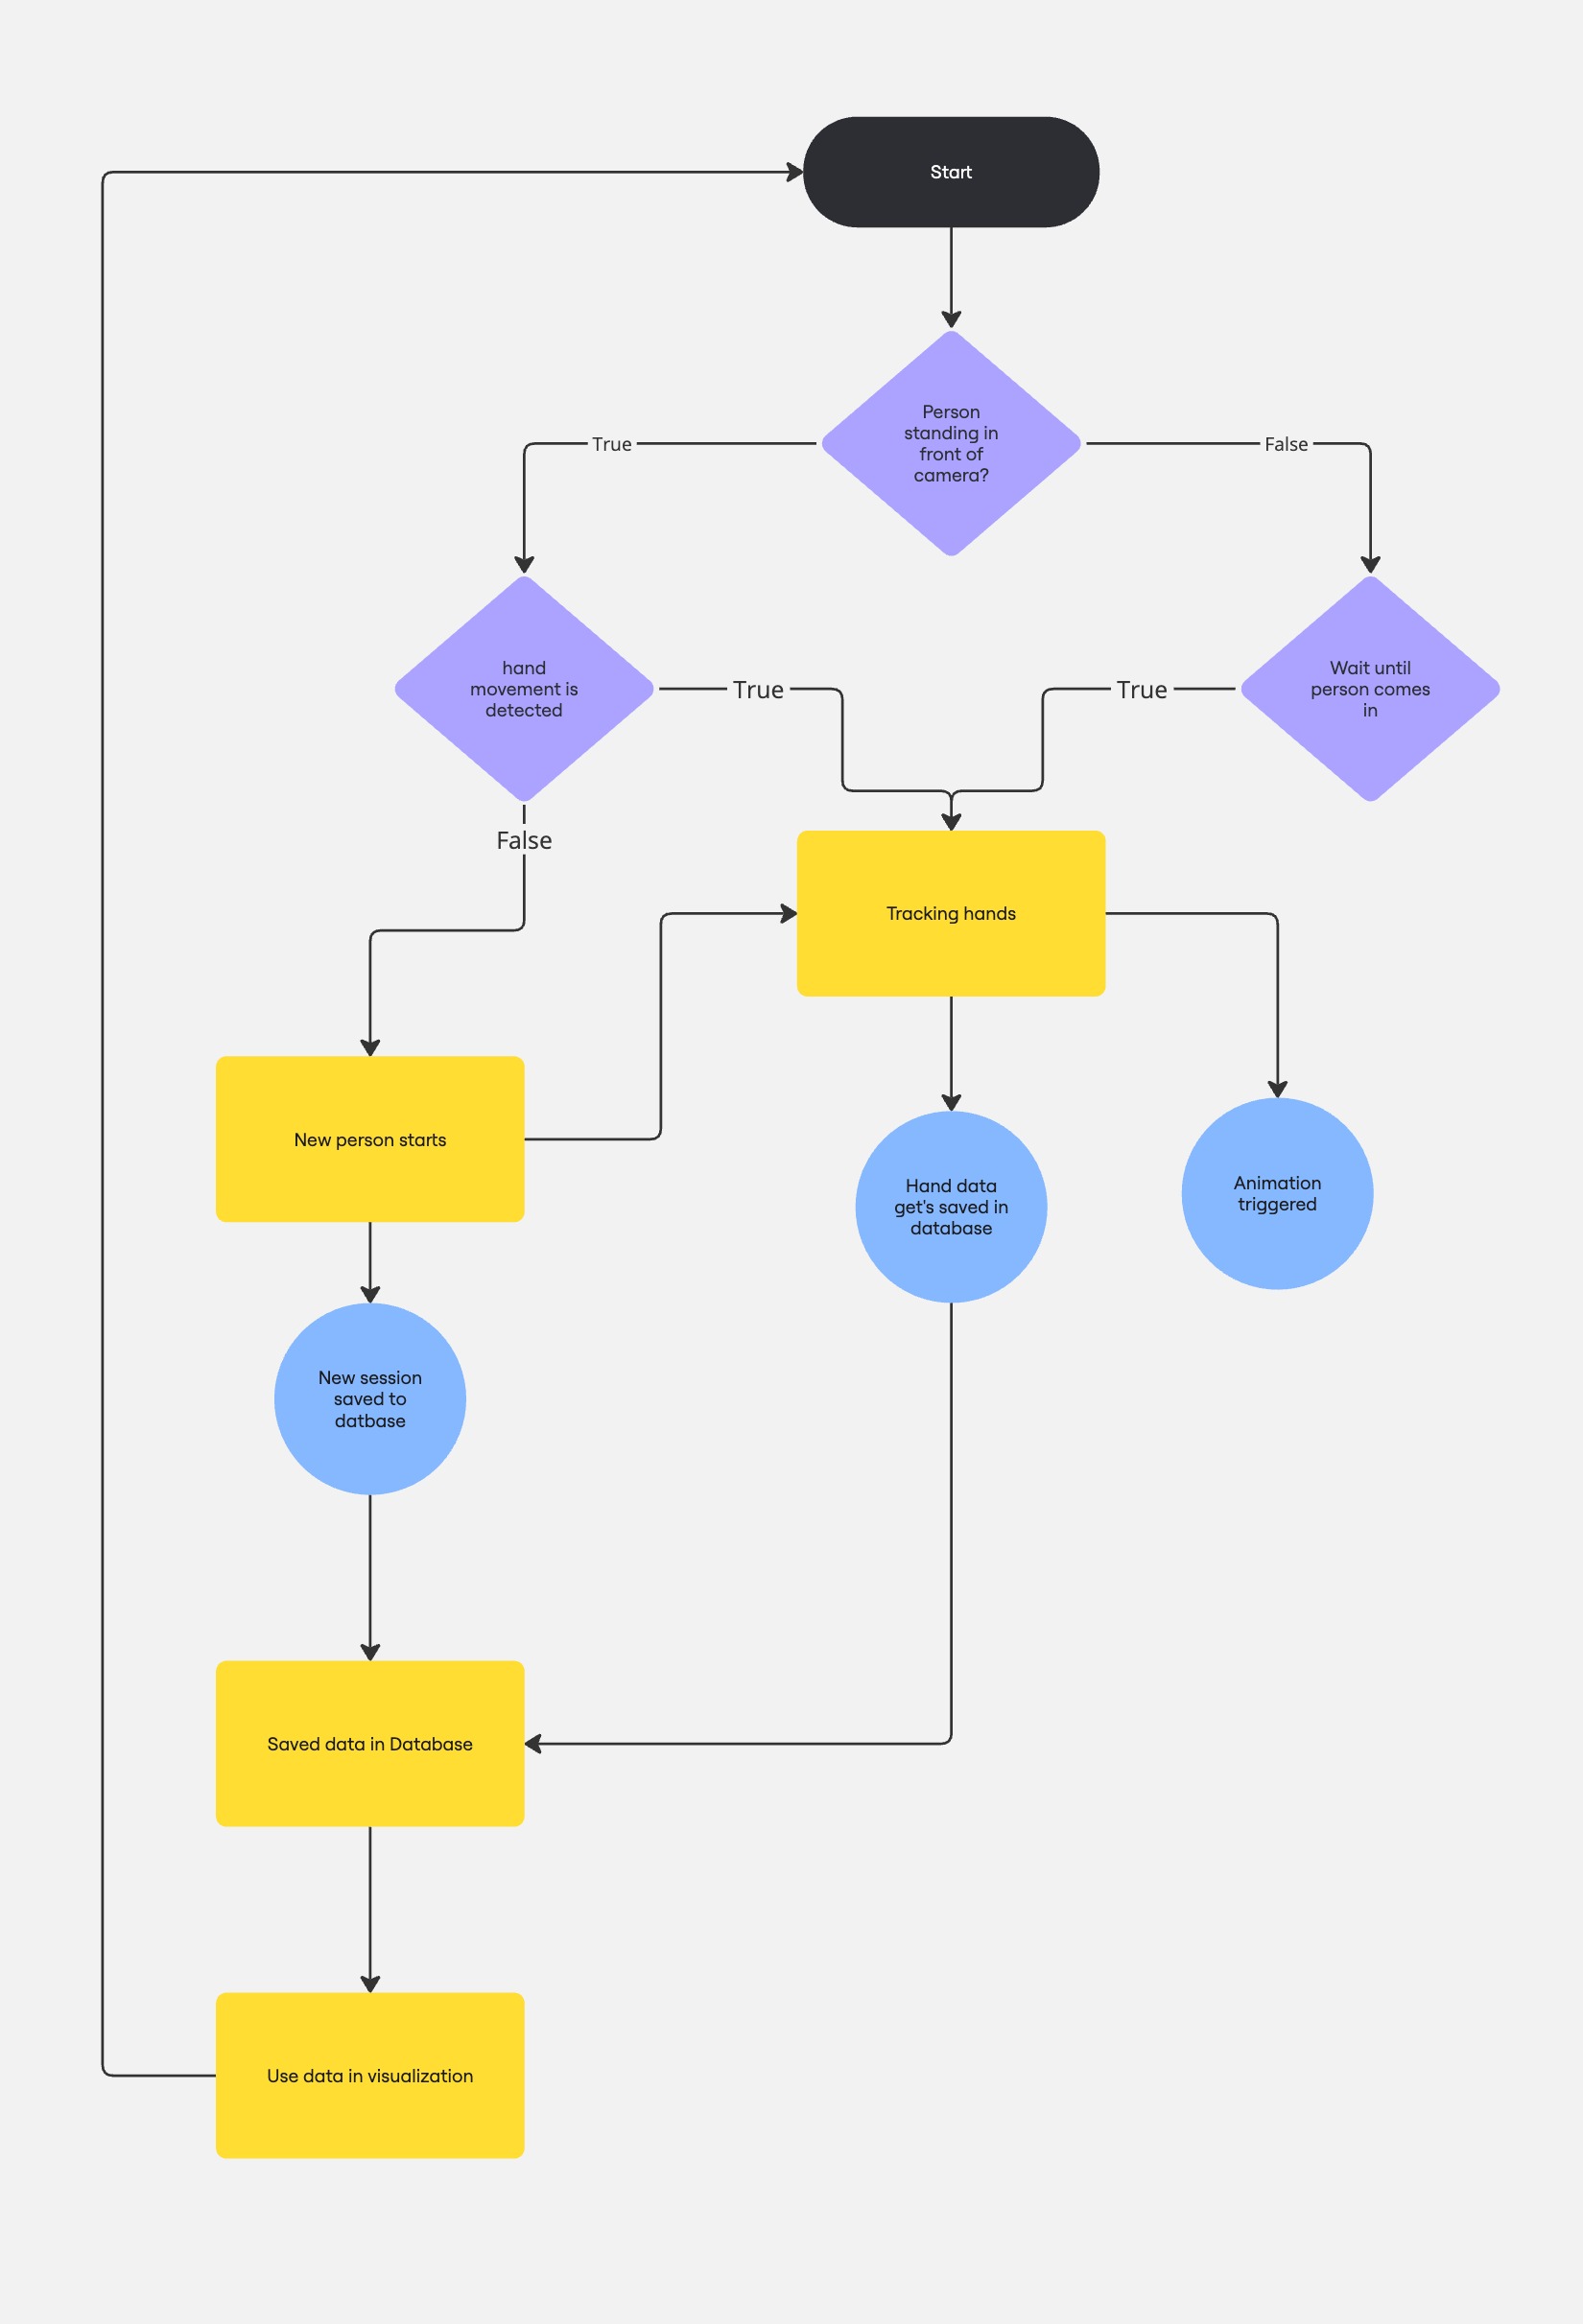 Start
Person
standing in
front of
camera?
True
False
hand
movement is
detected
True
True
Wait until
person comes
in
False
Tracking hands
New person starts
Hand data
get's saved in
database
Animation
triggered
New session
saved to
datbase
Saved data in Database
Use data in visualization